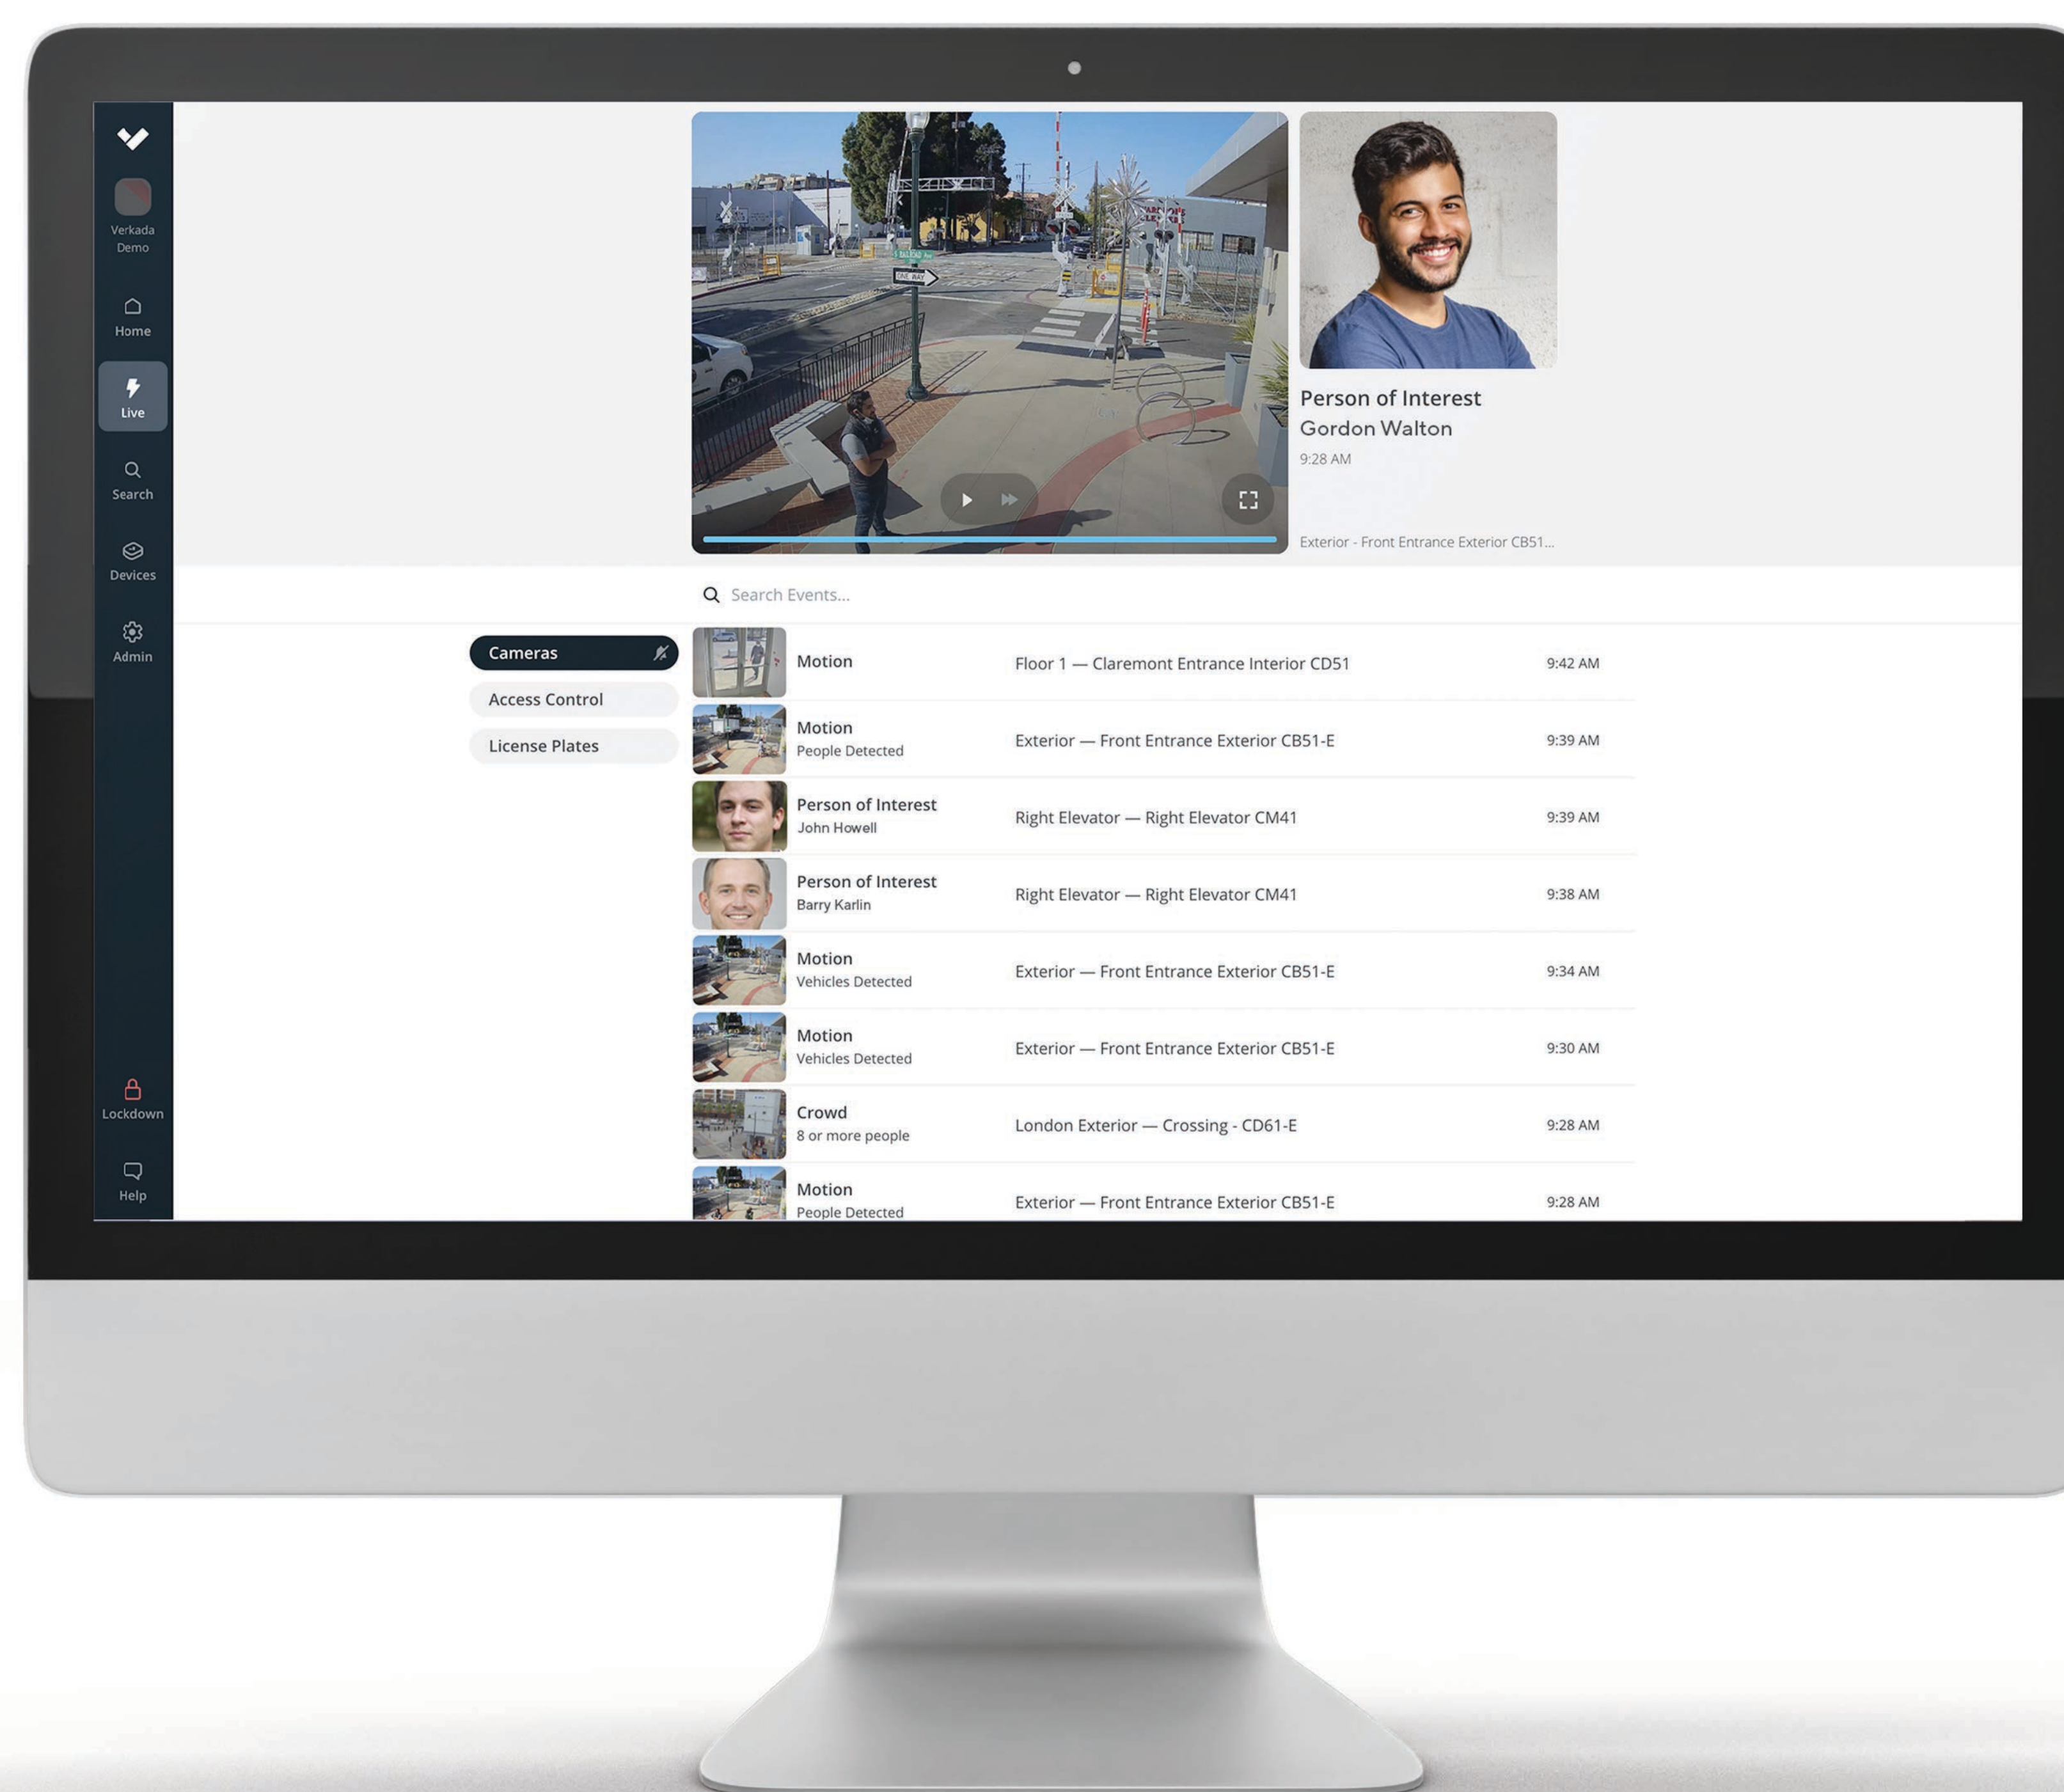 Verkada
Demo
Home
Live
Search
Devices
Admin
Lockdown
Help
ONE WAY
Person of Interest
Gordon Walton
9:28 AM
Exterior - Front Entrance Exterior CB51...
Search Events...
Cameras
Access Control
License Plates
Motion
Floor 1 — Claremont Entrance Interior CD51
9:42 AM
Motion
People Detected
Exterior — Front Entrance Exterior CB51-E
9:39 AM
Person of Interest
John Howell
Right Elevator — Right Elevator CM41
9:39 AM
Person of Interest
Barry Karlin
Right Elevator — Right Elevator CM41
9:38 AM
Motion
Vehicles Detected
Exterior — Front Entrance Exterior CB51-E
9:34 AM
Motion
Vehicles Detected
Exterior — Front Entrance Exterior CB51-E
9:30 AM
Crowd
8 or more people
London Exterior — Crossing - CD61-E
9:28 AM
Motion
People Detected
Exterior — Front Entrance Exterior CB51-E
9:28 AM